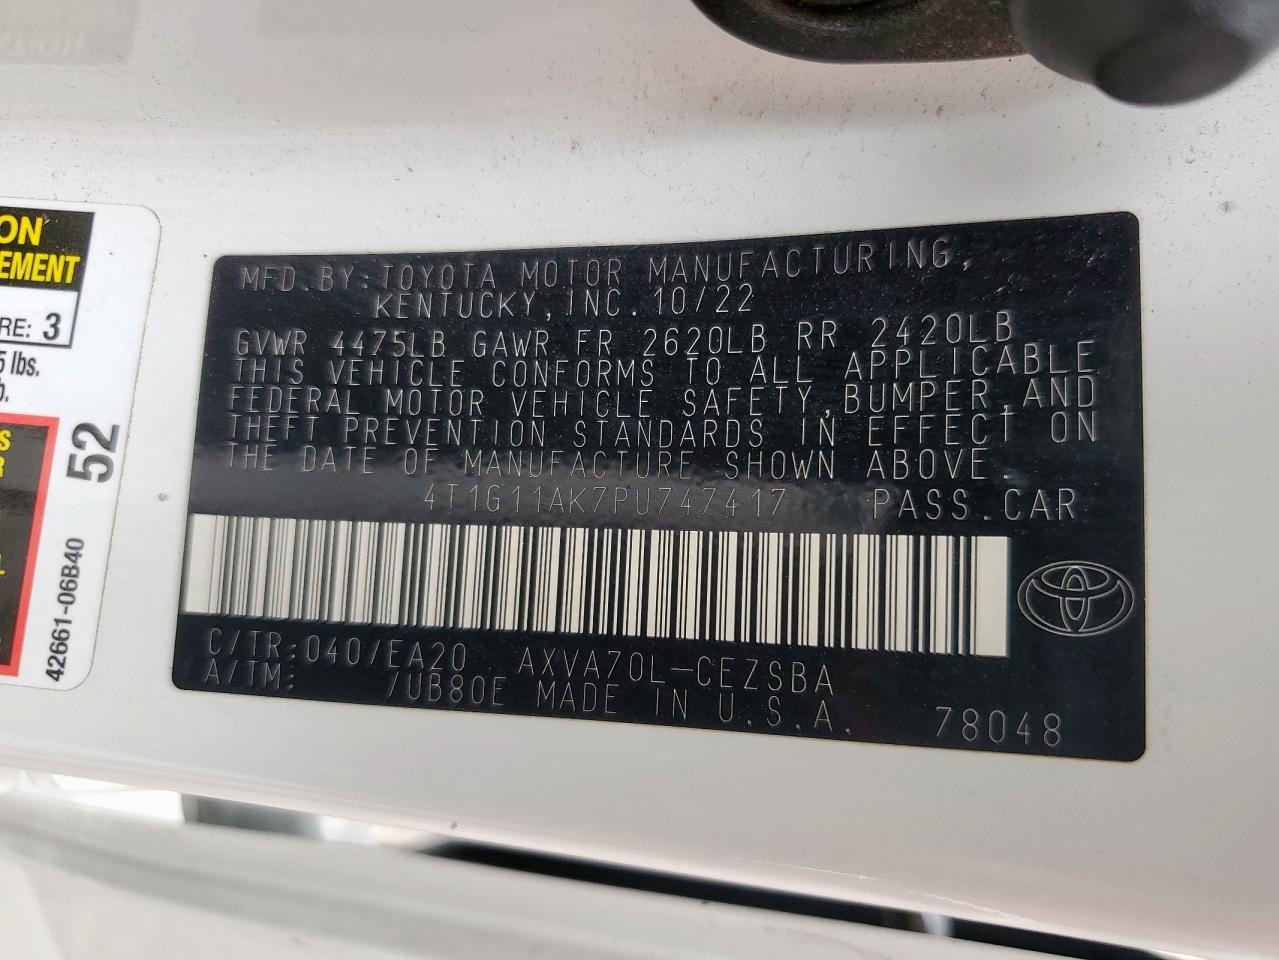 ON
EMENT
RE: 3
5 lbs.
b.
S
R
52
42661-06B40
MFD. BY: TOYOTA MOTOR MANUFACTURING,
KENTUCKY, INC. 10/22
GVWR 4475LB GAWR FR 2620LB RR 2420LB
THIS VEHICLE CONFORMS TO ALL APPLICABLE
FEDERAL MOTOR VEHICLE SAFETY, BUMPER, AND
THEFT PREVENTION STANDARDS IN EFFECT ON
THE DATE OF MANUFACTURE SHOWN ABOVE.
4T1G11AK7PU747417 PASS. CAR
C/TR: 040/EA20 AXVA70L-CEZSBA
A/TM: /UB80E MADE IN U.S.A. 78048